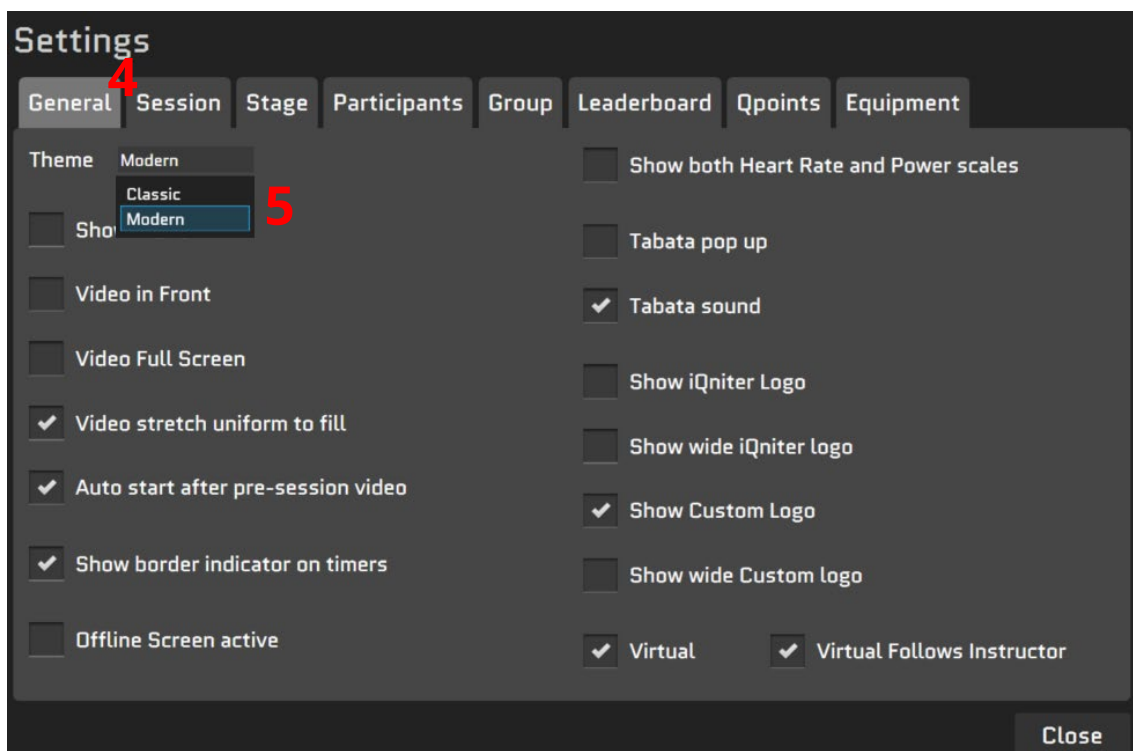 Settings
4
General Session Stage Participants Group Leaderboard Qpoints Equipment
Theme Modern
Classic
Modern
5
Video in Front
Video Full Screen
Video stretch uniform to fill
Auto start after pre-session video
Show border indicator on timers
Offline Screen active
Show both Heart Rate and Power scales
Tabata pop up
Tabata sound
Show iQniter Logo
Show wide iQniter logo
Show Custom Logo
Show wide Custom logo
Virtual Virtual Follows Instructor
Close